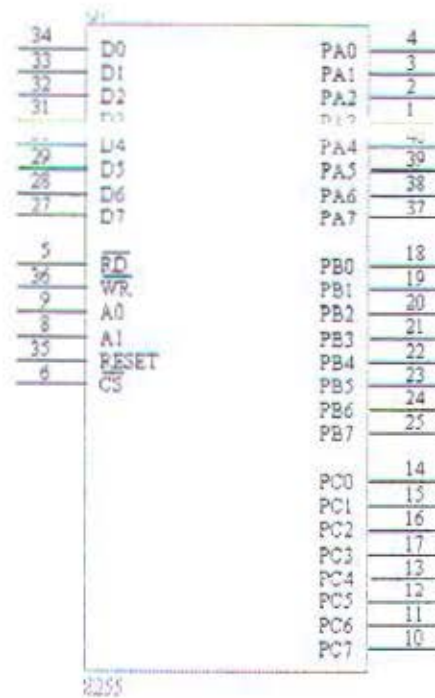 34 D0 PA0 4
33 D1 PA1 3
32 D2 PA2 2
31 1
D4 PA4
29 D5 PA5 39
28 D6 PA6 38
27 D7 PA7 37
5 RD PB0 18
36 WR PB1 19
9 A0 PB2 20
8 A1 PB3 21
35 RESET PB4 22
6 CS PB5 23
PB6 24
PB7 25
PC0 14
PC1 15
PC2 16
PC3 17
PC4 13
PC5 12
PC6 11
PC7 10
8255